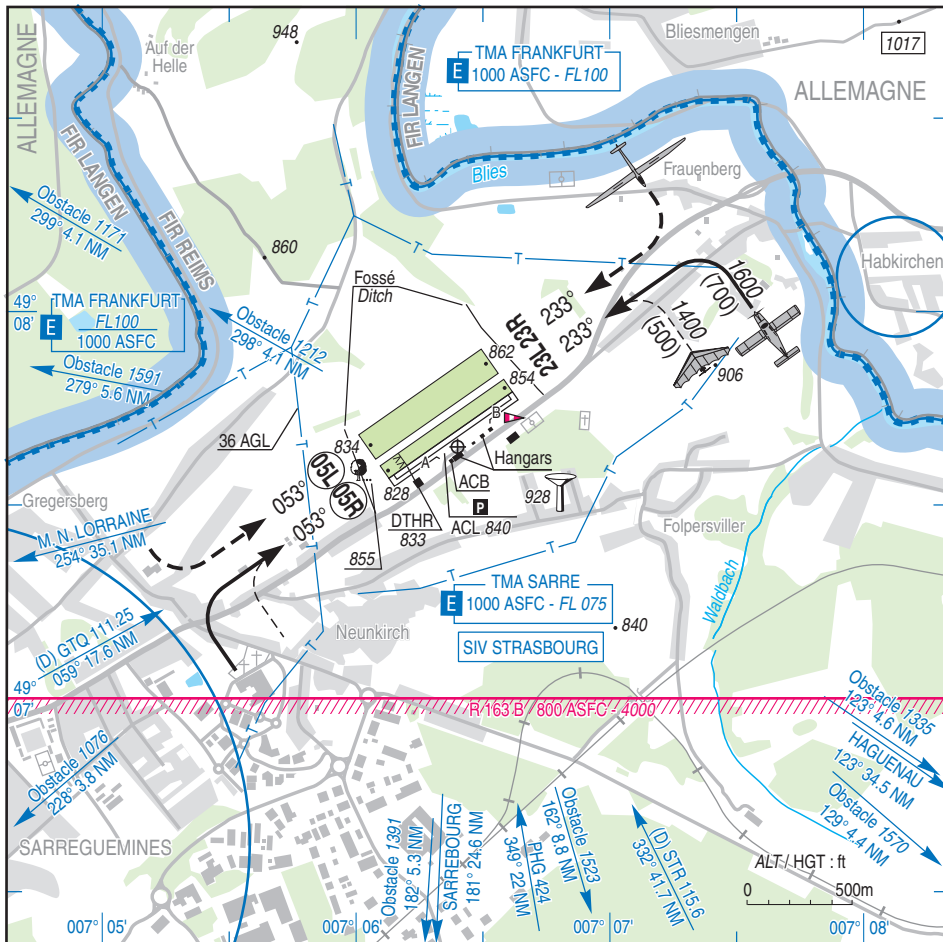 948
Auf der
Helle
ALLEMAGNE
TMA FRANKFURT
E 1000 ASFC - FL100
Bliesmengen
1017
ALLEMAGNE
FIR LANGEN
FIR LANGEN
FIR REIMS
Blies
Frauenberg
Habkirchen
Obstacle 1171
299° 4.1 NM
860
Fossé
Ditch
49°
08'
TMA FRANKFURT
E
FL100
1000 ASFC
Obstacle 1212
298° 4.1 NM
Obstacle 1591
279° 5.6 NM
233°
233°
23L 23R
1600
(700)
1400
(500)
906
862
854
36 AGL
834
828
05L 05R
053°
053°
A
B
Hangars
ACB
P
DTHR
833
ACL 840
855
928
Gregersberg
M. N. LORRAINE
254° 35.1 NM
Folpersviller
Waldbach
TMA SARRE
E 1000 ASFC - FL 075
SIV STRASBOURG
840
Neunkirch
(D) GTQ 111.25
059° 17.6 NM
49°
07'
R 163 B 800 ASFC - 4000
Obstacle 1335
123° 4.6 NM
HAGUENAU
123° 34.5 NM
Obstacle 1570
129° 4.4 NM
Obstacle 1076
228° 3.8 NM
SARREGUEMINES
Obstacle 1391
182° 5.3 NM
SARREBOURG
181° 24.6 NM
PHG 424
349° 22 NM
Obstacle 1523
162° 8.8 NM
(D) STR 115.6
332° 41.7 NM
ALT / HGT : ft
0 500m
007° 05'
007° 06'
007° 07'
007° 08'
T
T
T
T
T
T
T
T
T
T
T